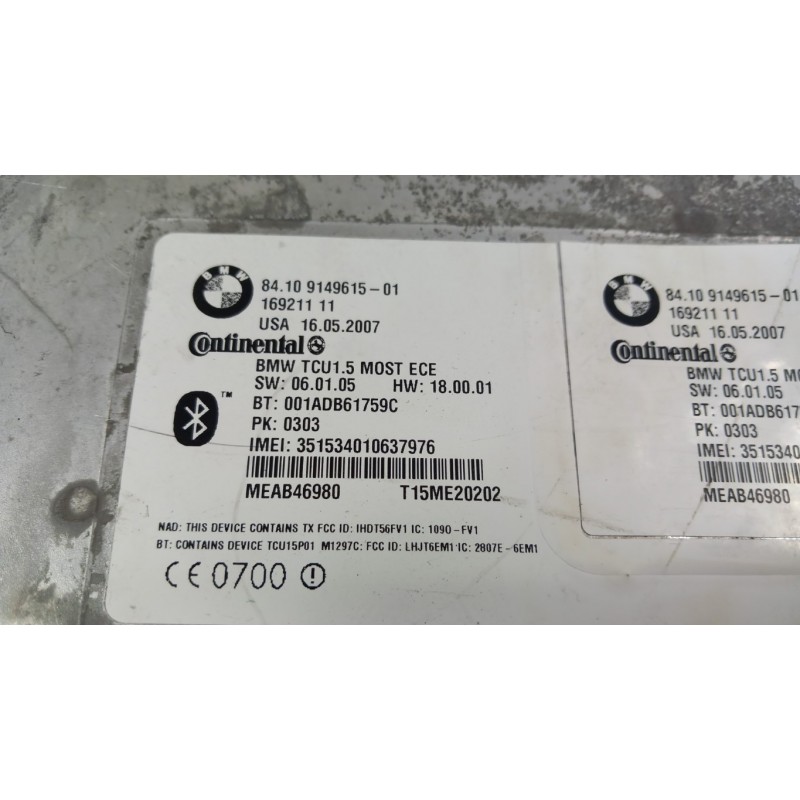 BMW
84.10 9149615-01
169211 11
USA 16.05.2007
Continental
BMW TCU1.5 MOST ECE
SW: 06.01.05 HW: 18.00.01
BT: 001ADB61759C
TM
PK: 0303
IMEI: 351534010637976
MEAB46980 T15ME20202
NAD: THIS DEVICE CONTAINS TX FCC ID: IHDT56FV1 IC: 1090-FV1
BT: CONTAINS DEVICE TCU15P01 M1297C: FCC ID: LHJT6EM1 IC: 2807E-6EM1
CE0700
BMW
84.10 9149615-01
169211 11
USA 16.05.2007
Continental
BMW TCU1.5
SW: 06.01.05
BT: 001ADB617
PK: 0303
IMEI: 3515340
MEAB46980